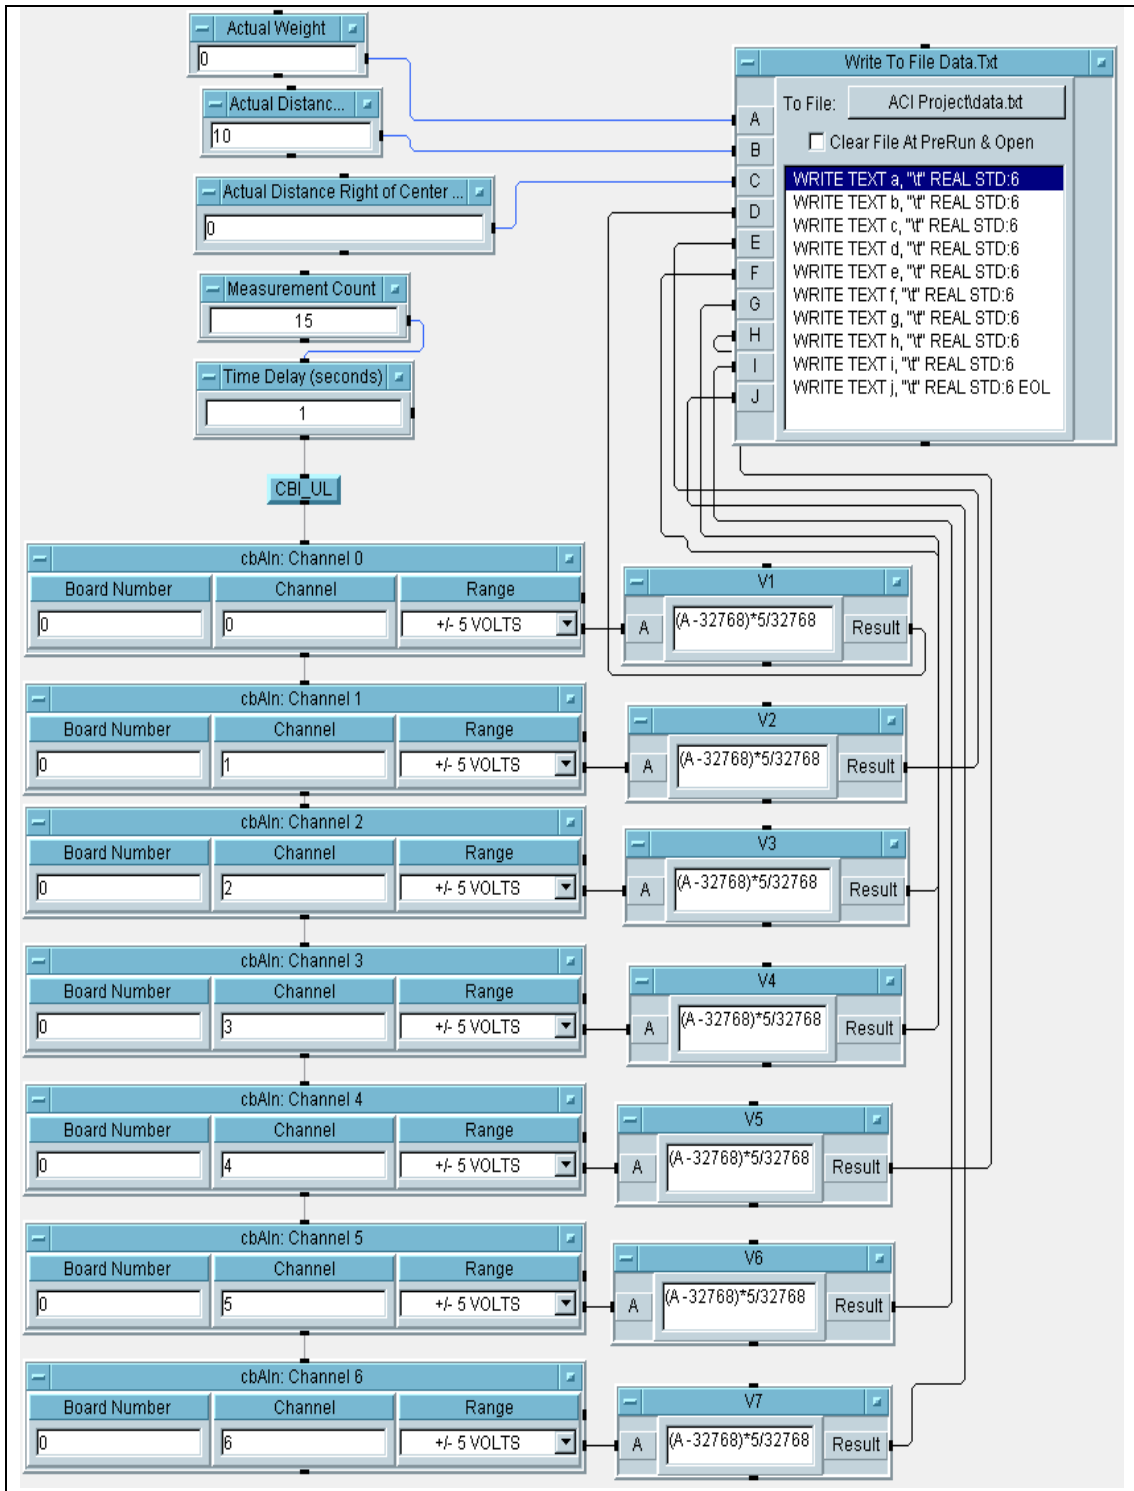 Actual Weight
0
Actual Distanc...
10
Actual Distance Right of Center ...
0
Measurement Count
15
Time Delay (seconds)
1
CBI_UL
Write To File Data.Txt
To File: ACI Project\data.txt
Clear File At PreRun & Open
A
B
C
D
E
F
G
H
I
J
WRITE TEXT a, "\t" REAL STD:6
WRITE TEXT b, "\t" REAL STD:6
WRITE TEXT c, "\t" REAL STD:6
WRITE TEXT d, "\t" REAL STD:6
WRITE TEXT e, "\t" REAL STD:6
WRITE TEXT f, "\t" REAL STD:6
WRITE TEXT g, "\t" REAL STD:6
WRITE TEXT h, "\t" REAL STD:6
WRITE TEXT i, "\t" REAL STD:6
WRITE TEXT j, "\t" REAL STD:6 EOL
cbAIn: Channel 0
Board Number Channel Range
0 0 +/- 5 VOLTS
V1
A (A-32768)*5/32768 Result
cbAIn: Channel 1
Board Number Channel Range
0 1 +/- 5 VOLTS
V2
A (A-32768)*5/32768 Result
cbAIn: Channel 2
Board Number Channel Range
0 2 +/- 5 VOLTS
V3
A (A-32768)*5/32768 Result
cbAIn: Channel 3
Board Number Channel Range
0 3 +/- 5 VOLTS
V4
A (A-32768)*5/32768 Result
cbAIn: Channel 4
Board Number Channel Range
0 4 +/- 5 VOLTS
V5
A (A-32768)*5/32768 Result
cbAIn: Channel 5
Board Number Channel Range
0 5 +/- 5 VOLTS
V6
A (A-32768)*5/32768 Result
cbAIn: Channel 6
Board Number Channel Range
0 6 +/- 5 VOLTS
V7
A (A-32768)*5/32768 Result